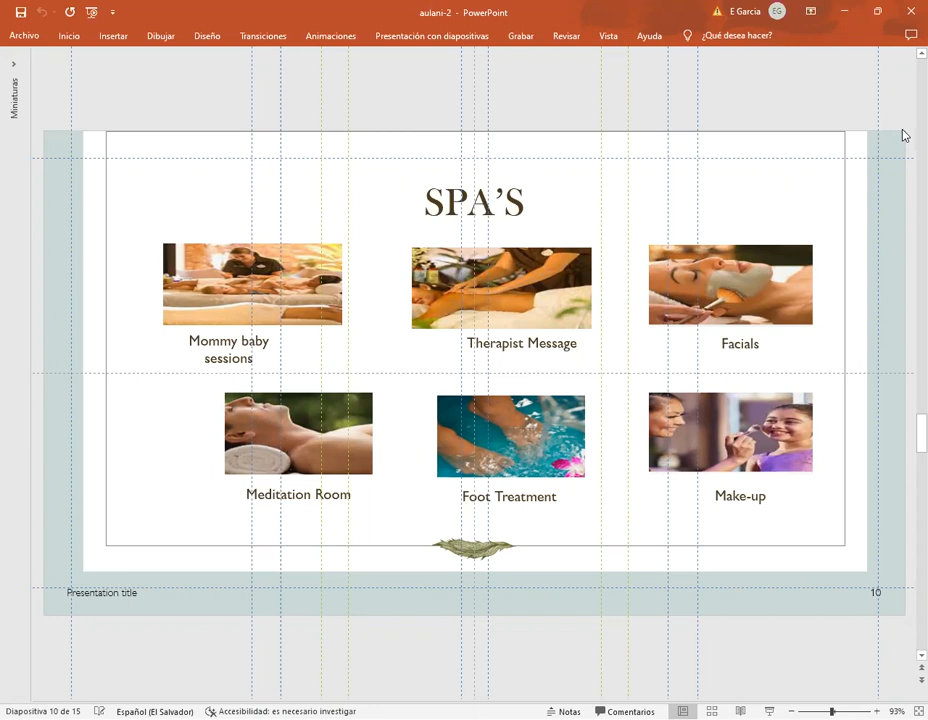 aulani-2 - PowerPoint
E Garcia
EG
Archivo
Inicio
Insertar
Dibujar
Diseño
Transiciones
Animaciones
Presentación con diapositivas
Grabar
Revisar
Vista
Ayuda
¿Qué desea hacer?
Miniaturas
SPA'S
Mommy baby
sessions
Therapist Message
Facials
Meditation Room
Foot Treatment
Make-up
Presentation title
10
Diapositiva 10 de 15
Español (El Salvador)
Accesibilidad: es necesario investigar
Notas
Comentarios
93%